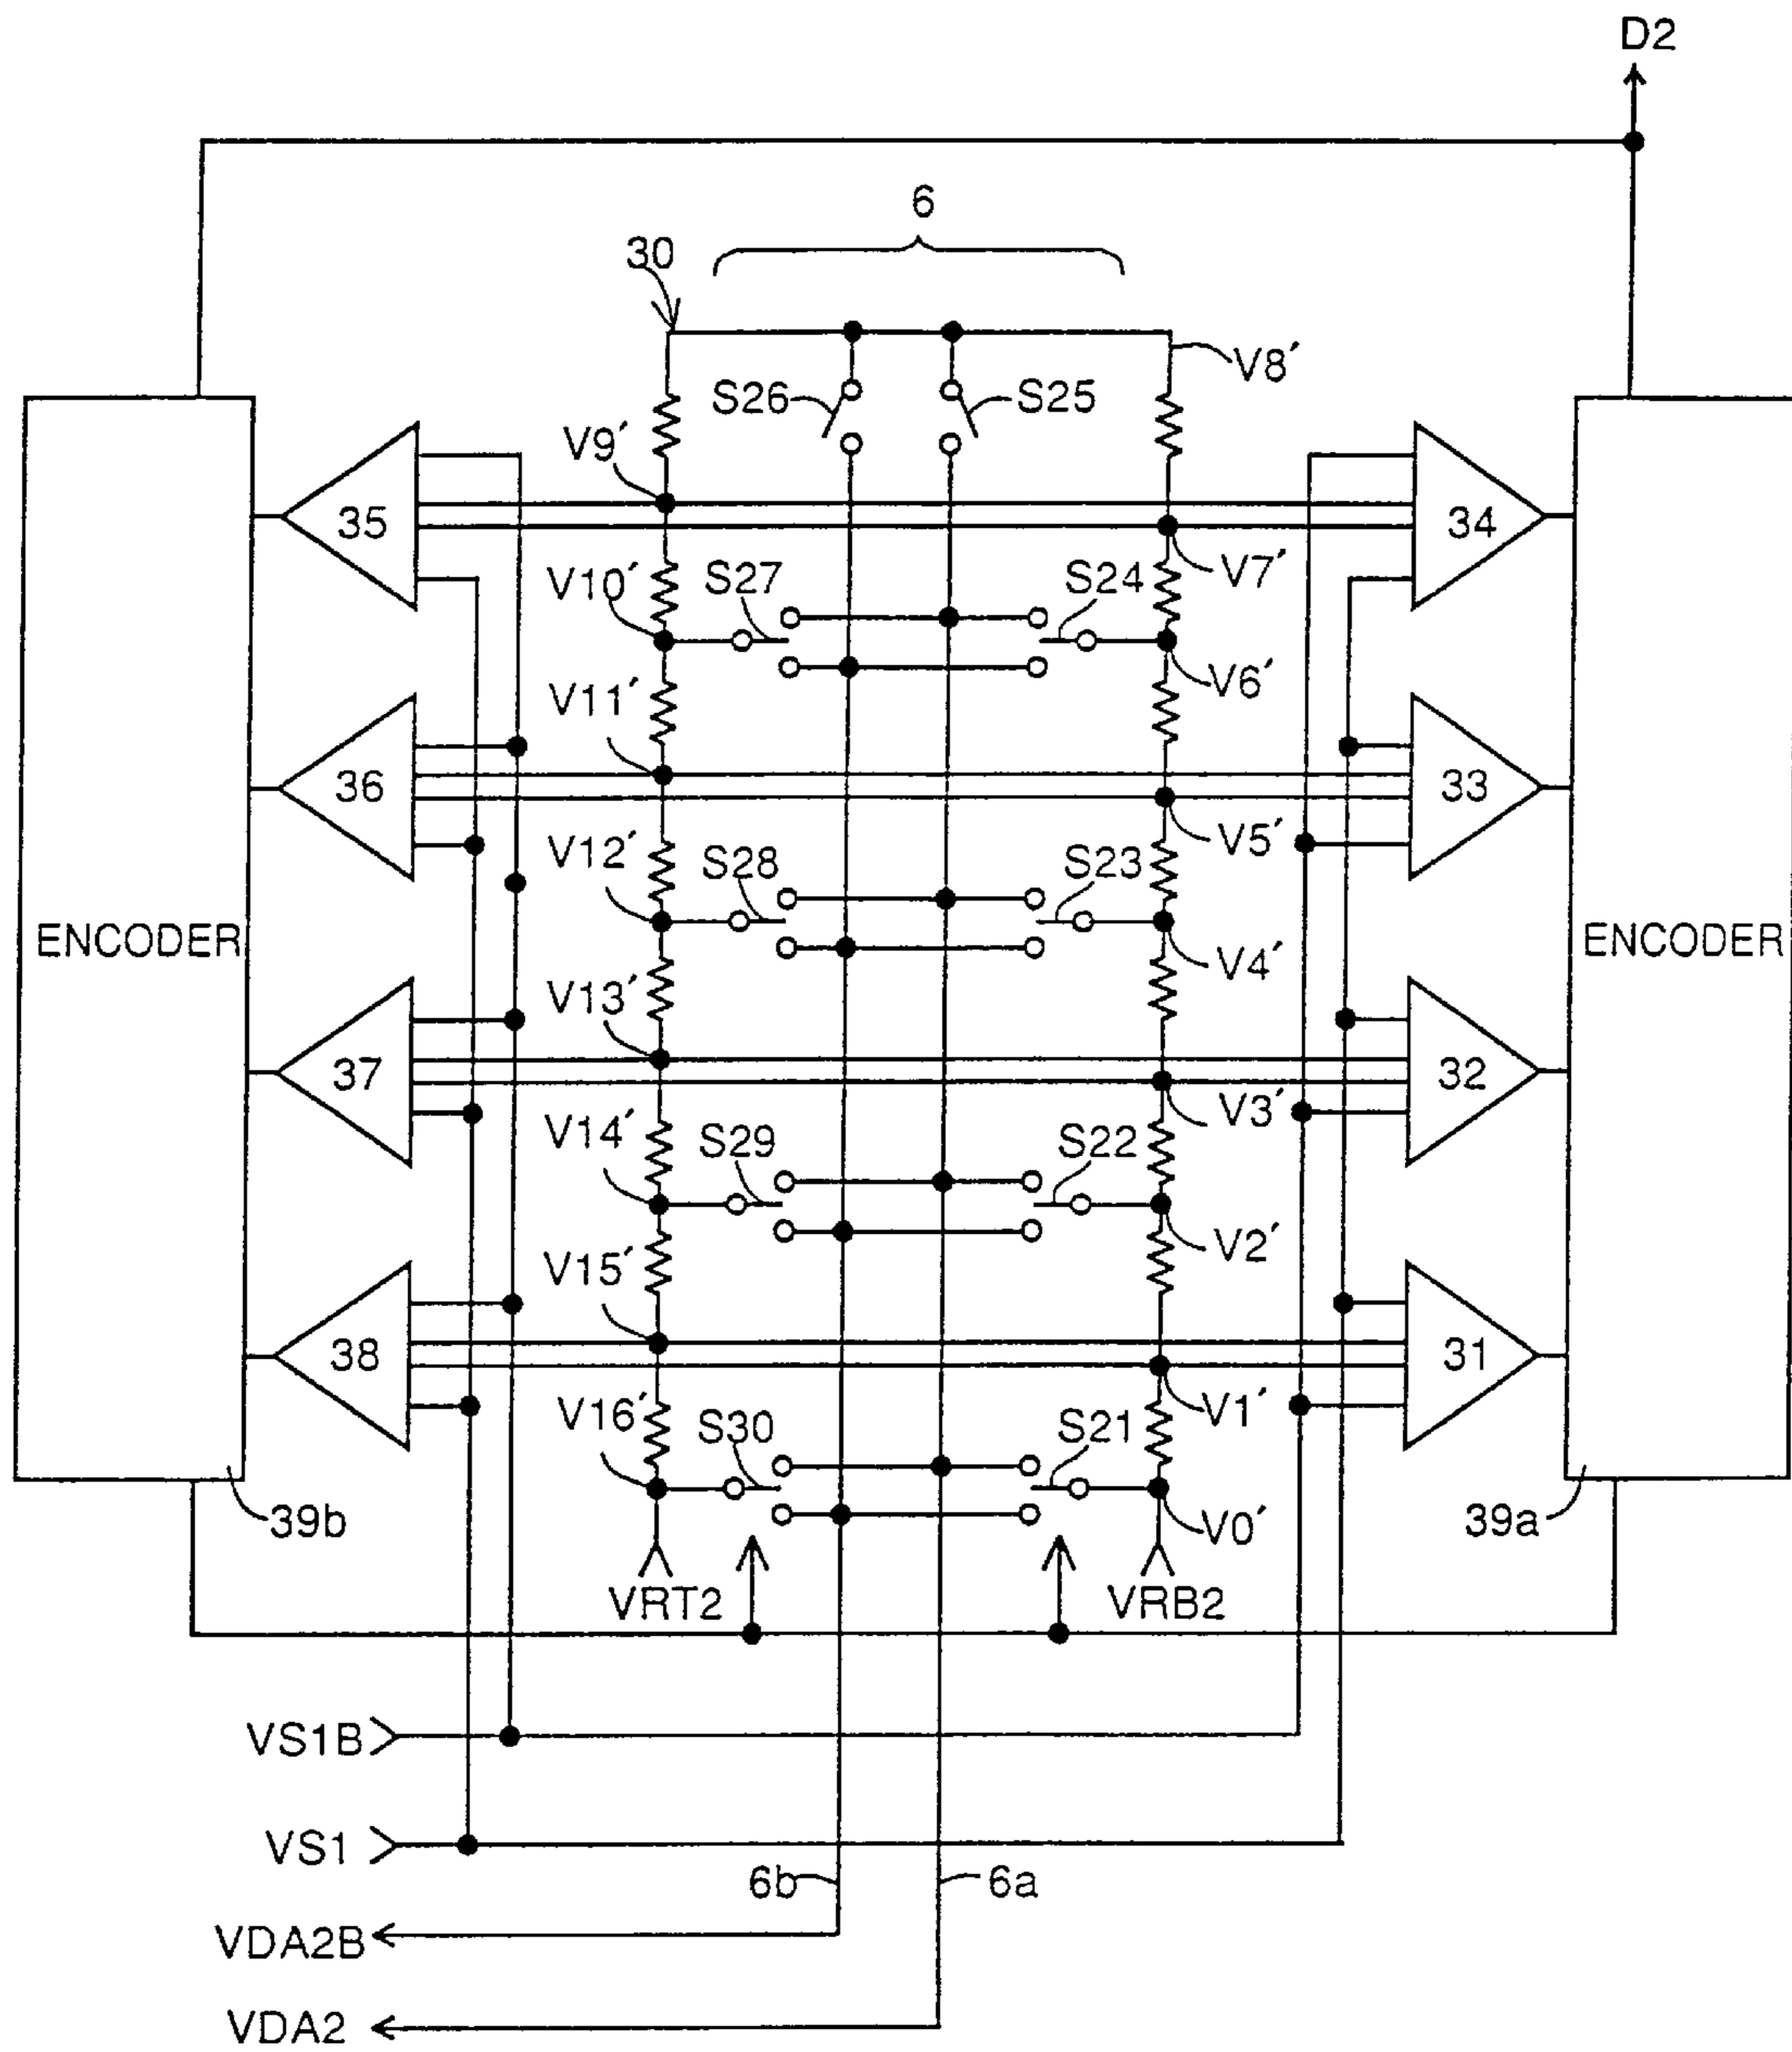 D2
6
30
V8′
S26
S25
V9′
35
34
V7′
V10′
S27
S24
V6′
V11′
36
33
V5′
V12′
S28
S23
ENCODER
ENCODER
V4′
V13′
37
32
V3′
V14′
S29
S22
V2′
V15′
38
31
V1′
V16′
S30
S21
39b
39a
V0′
VRT2
VRB2
VS1B
VS1
6b
6a
VDA2B
VDA2